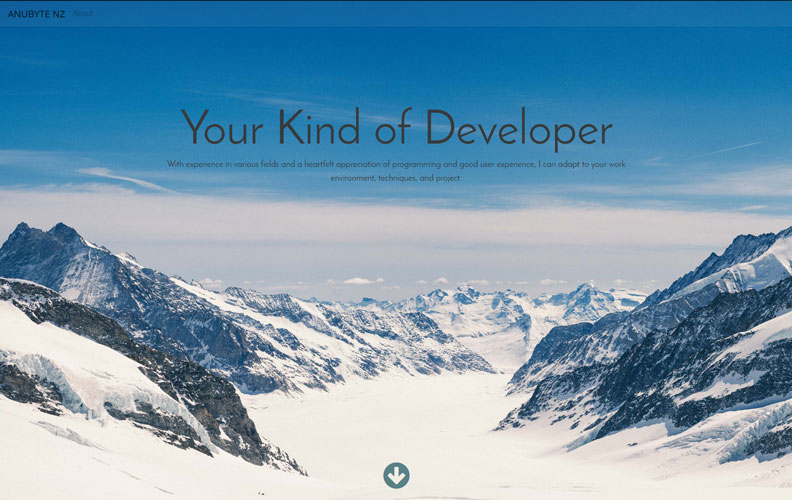 ANUBYTE NZ About
Your Kind of Developer
With experience in various fields and a heartfelt appreciation of programming and good user experience, I can adapt to your work
environment, techniques, and project